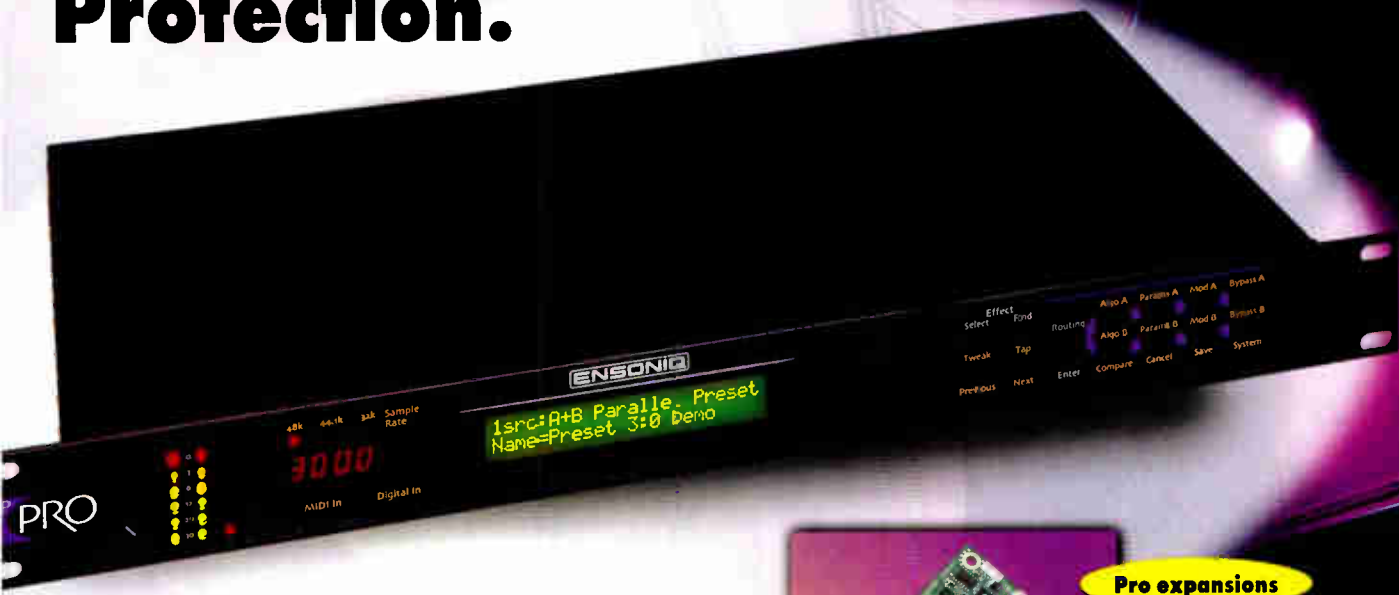 Protection.
ENSONIQ
48k 44.1k 32k Sample Rate
3000
MIDI In Digital In
1src:A+B Paralle. Preset
Name=Preset 3:0 Demo
PRO
Effect
Select Find Routing Algo A Params A Mod A Bypass A
Algo B Params B Mod B Bypass B
Tweak Tap
Previous Next Enter Compare Cancel Save System
Pro expansions